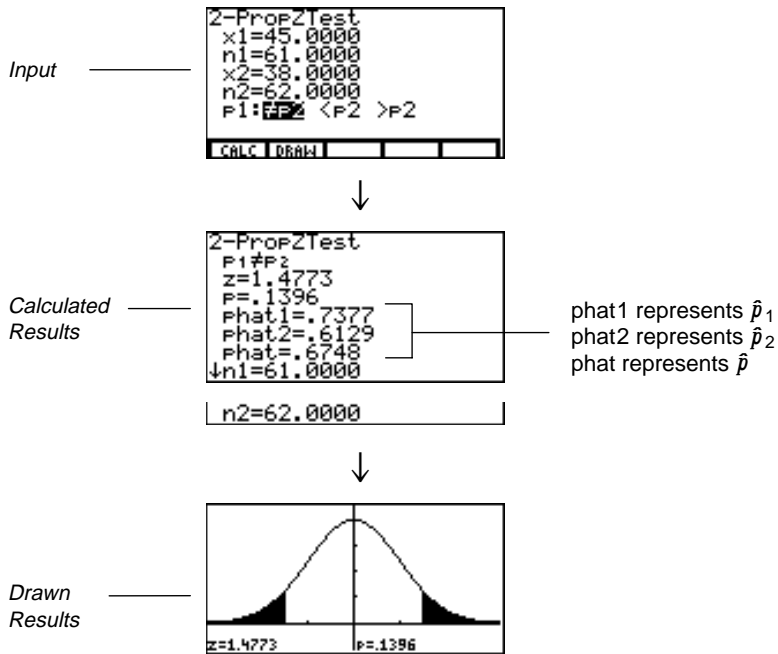 2-PropZTest
x1=45.0000
n1=61.0000
x2=38.0000
n2=62.0000
p1:≠p2 <p2 >p2
CALC DRAW
Input
2-PropZTest
p1≠p2
z=1.4773
p=.1396
phat1=.7377
phat2=.6129
phat=.6748
↓n1=61.0000
n2=62.0000
Calculated
Results
phat1 represents p̂1
phat2 represents p̂2
phat represents p̂
Drawn
Results
z=1.4773 p=.1396